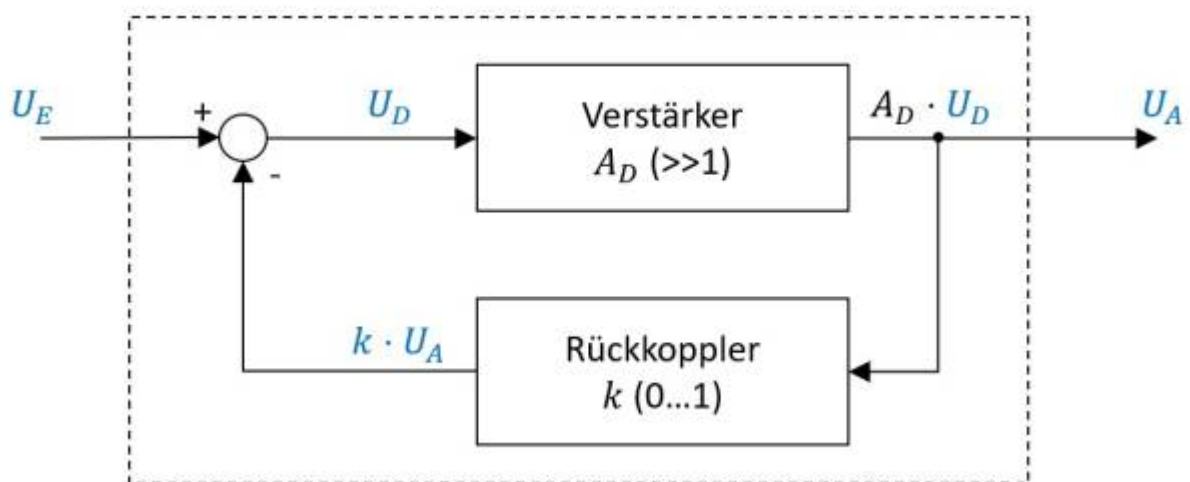 U_E
+
-
U_D
Verstärker
A_D (>>1)
A_D · U_D
U_A
k · U_A
Rückkoppler
k (0...1)